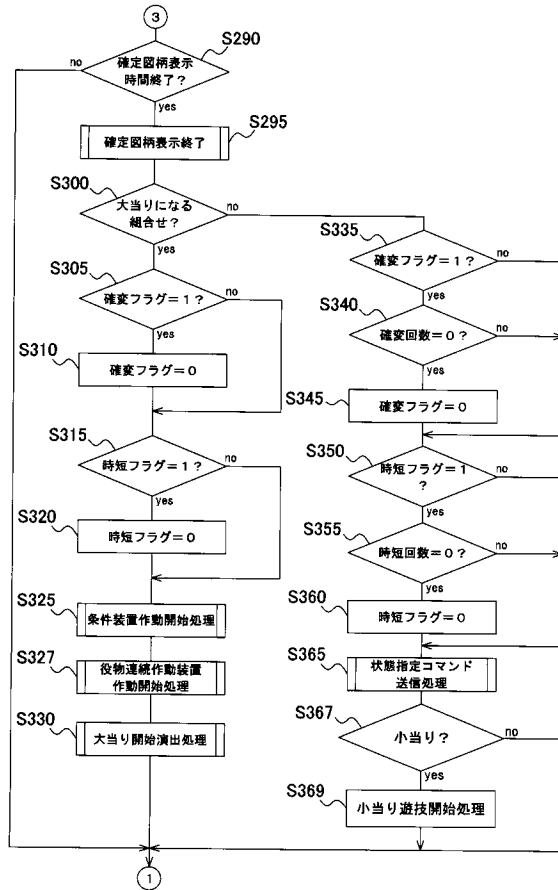 3
S290
確定図柄表示
時間終了？
no
yes
S295
確定図柄表示終了
S300
大当りになる
組合せ？
no
yes
S305
確変フラグ＝１？
no
yes
S310
確変フラグ＝０
S315
時短フラグ＝１？
no
yes
S320
時短フラグ＝０
S325
条件装置作動開始処理
S327
役物連続作動装置
作動開始処理
S330
大当り開始演出処理
S335
確変フラグ＝１？
no
yes
S340
確変回数＝０？
no
yes
S345
確変フラグ＝０
S350
時短フラグ＝１
？
no
yes
S355
時短回数＝０？
no
yes
S360
時短フラグ＝０
S365
状態指定コマンド
送信処理
S367
小当り？
no
yes
S369
小当り遊技開始処理
1